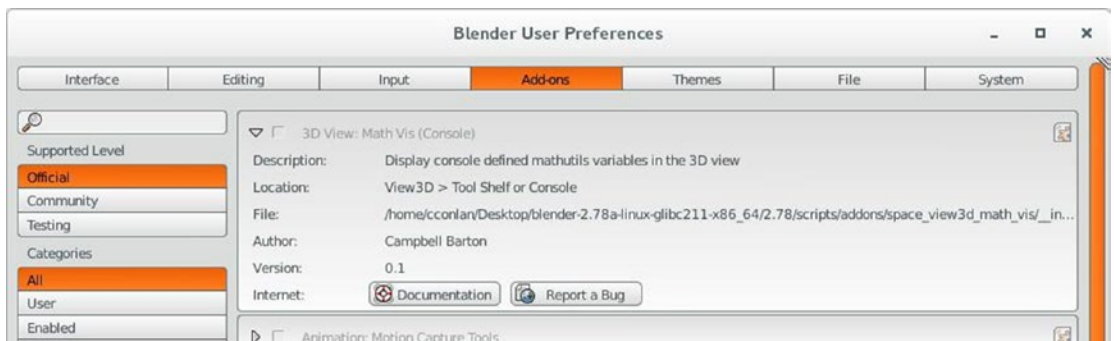 Blender User Preferences
Interface Editing Input Add-ons Themes File System
Supported Level
Official
Community
Testing
Categories
All
User
Enabled
3D View: Math Vis (Console)
Description: Display console defined mathutils variables in the 3D view
Location: View3D > Tool Shelf or Console
File: /home/cconlan/Desktop/blender-2.78a-linux-glibc211-x86_64/2.78/scripts/addons/space_view3d_math_vis/__in...
Author: Campbell Barton
Version: 0.1
Internet: Documentation Report a Bug
Animation: Motion Capture Tools